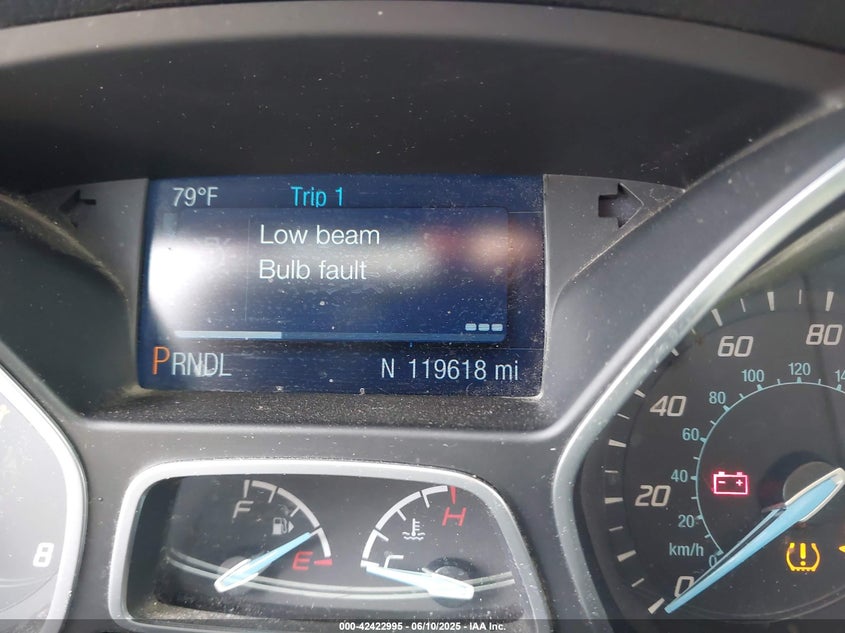 79°F Trip 1
Low beam
Bulb fault
PRNDL N 119618 mi
F E
H C
8
0 20 40 60 80
0 20 40 60 80 100 120
km/h
000-42422995 - 06/10/2025 - IAA Inc.